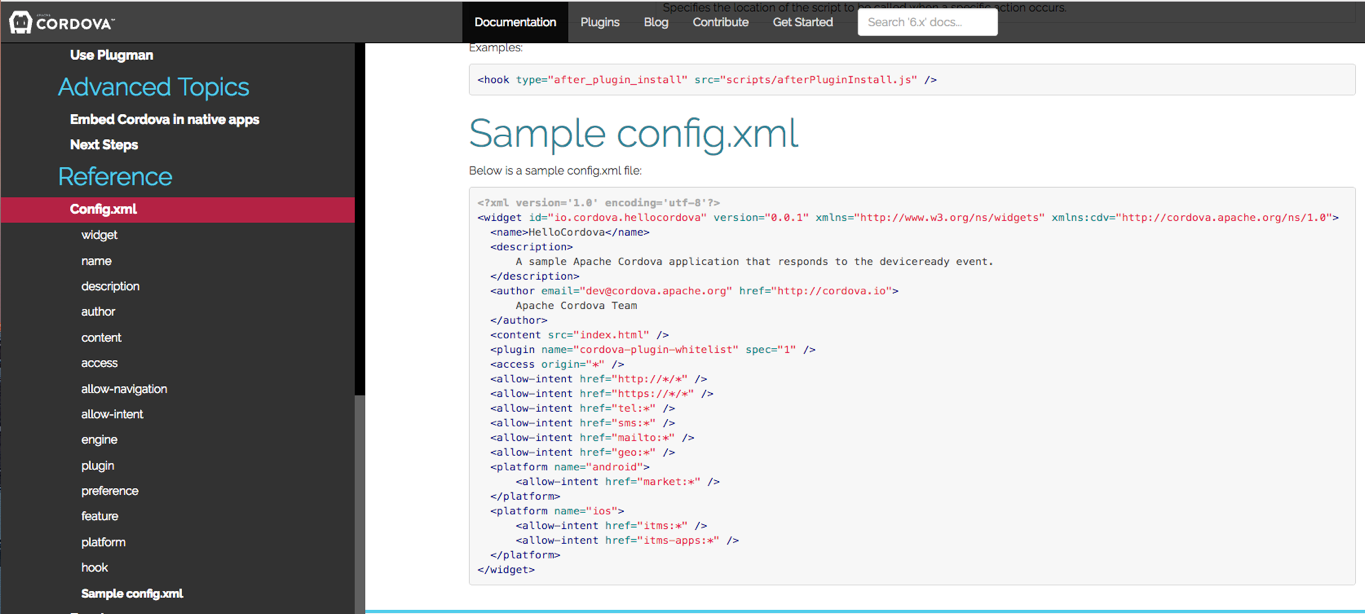 Specifies the location of the script to be called when a specific action occurs.
CORDOVA™
Documentation
Plugins
Blog
Contribute
Get Started
Search '6.x' docs...
Use Plugman
Advanced Topics
Embed Cordova in native apps
Next Steps
Reference
Config.xml
widget
name
description
author
content
access
allow-navigation
allow-intent
engine
plugin
preference
feature
platform
hook
Sample config.xml
Examples:
<hook type="after_plugin_install" src="scripts/afterPluginInstall.js" />
Sample config.xml
Below is a sample config.xml file:
<?xml version='1.0' encoding='utf-8'?>
<widget id="io.cordova.hellocordova" version="0.0.1" xmlns="http://www.w3.org/ns/widgets" xmlns:cdv="http://cordova.apache.org/ns/1.0">
<name>HelloCordova</name>
<description>
A sample Apache Cordova application that responds to the deviceready event.
</description>
<author email="dev@cordova.apache.org" href="http://cordova.io">
Apache Cordova Team
</author>
<content src="index.html" />
<plugin name="cordova-plugin-whitelist" spec="1" />
<access origin="*" />
<allow-intent href="http://*/*" />
<allow-intent href="https://*/*" />
<allow-intent href="tel:*" />
<allow-intent href="sms:*" />
<allow-intent href="mailto:*" />
<allow-intent href="geo:*" />
<platform name="android">
<allow-intent href="market:*" />
</platform>
<platform name="ios">
<allow-intent href="itms:*" />
<allow-intent href="itms-apps:*" />
</platform>
</widget>